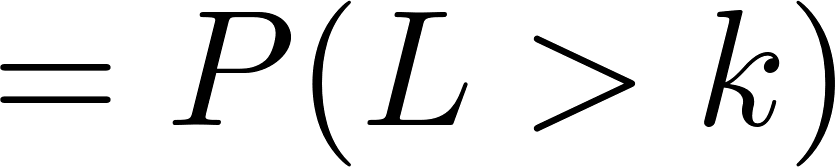 = P(L > k)